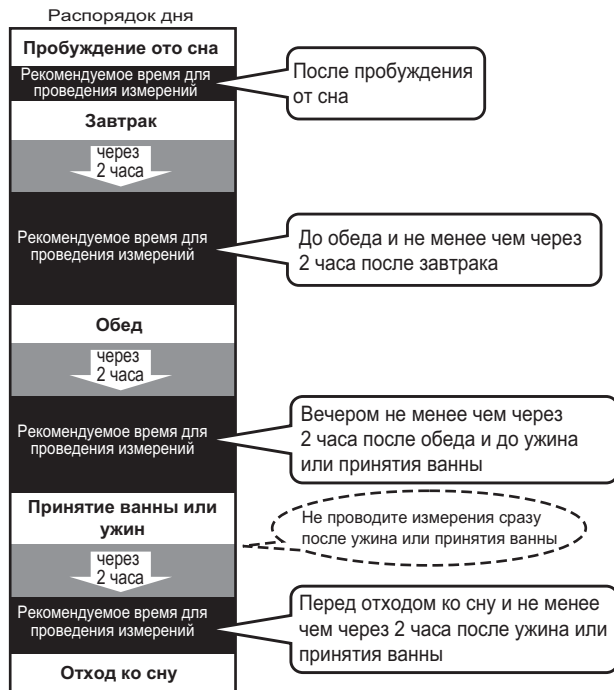 Распорядок дня
Пробуждение ото сна
Рекомендуемое время для
проведения измерений
После пробуждения
от сна
Завтрак
через
2 часа
Рекомендуемое время для
проведения измерений
До обеда и не менее чем через
2 часа после завтрака
Обед
через
2 часа
Рекомендуемое время для
проведения измерений
Вечером не менее чем через
2 часа после обеда и до ужина
или принятия ванны
Принятие ванны или
ужин
Не проводите измерения сразу
после ужина или принятия ванны
через
2 часа
Рекомендуемое время для
проведения измерений
Перед отходом ко сну и не менее
чем через 2 часа после ужина или
принятия ванны
Отход ко сну